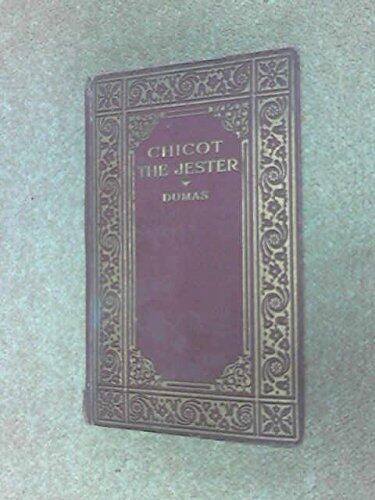 CHICOT
THE JESTER
DUMAS